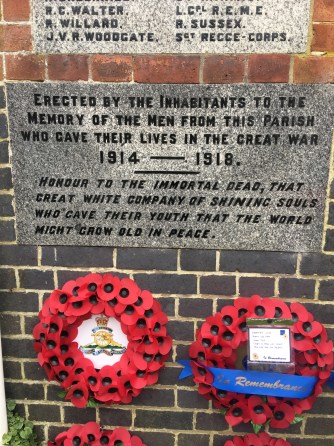 R.C. WALTER. L.CPL R.E.M.E.
R. WILLARD. R. SUSSEX.
J.V.R. WOODGATE. SGT RECCE-CORPS.
ERECTED BY THE INHABITANTS TO THE
MEMORY OF THE MEN FROM THIS PARISH
WHO GAVE THEIR LIVES IN THE GREAT WAR
1914 — 1918.
HONOUR TO THE IMMORTAL DEAD, THAT
GREAT WHITE COMPANY OF SHINING SOULS
WHO GAVE THEIR YOUTH THAT THE WORLD
MIGHT GROW OLD IN PEACE.
In Remembrance